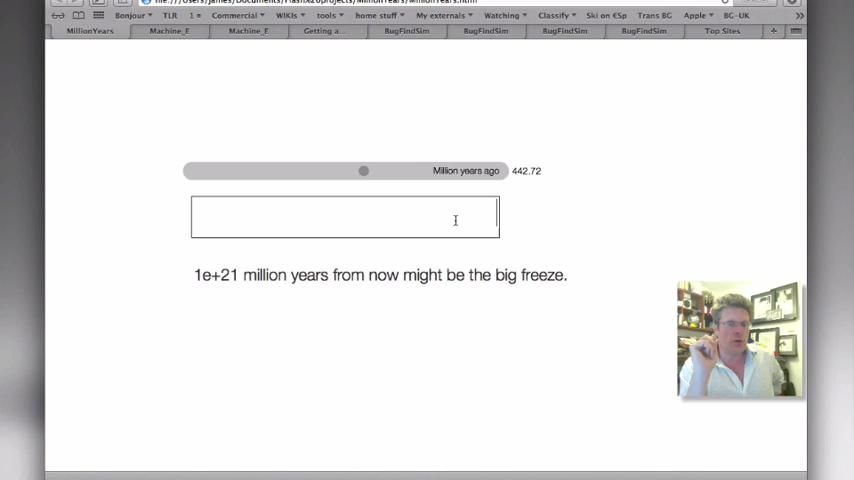 Bonjour TLR 1 = Commercial WIKIs tools home stuff My externals Watching Classify Ski on €Sp Trans BG Apple BG-UK
MillionYears Machine_E Machine_E Getting a... BugFindSim BugFindSim BugFindSim BugFindSim Top Sites
Million years ago 442.72
1e+21 million years from now might be the big freeze.